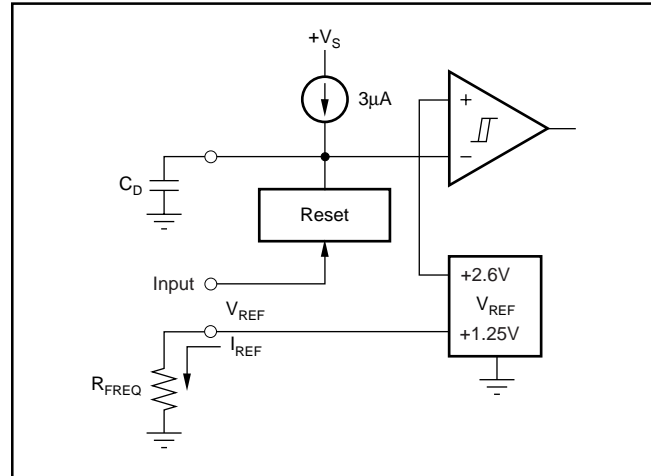 +V_S
3μA
+
−
C_D
Reset
Input
+2.6V
V_REF
V_REF
+1.25V
I_REF
R_FREQ